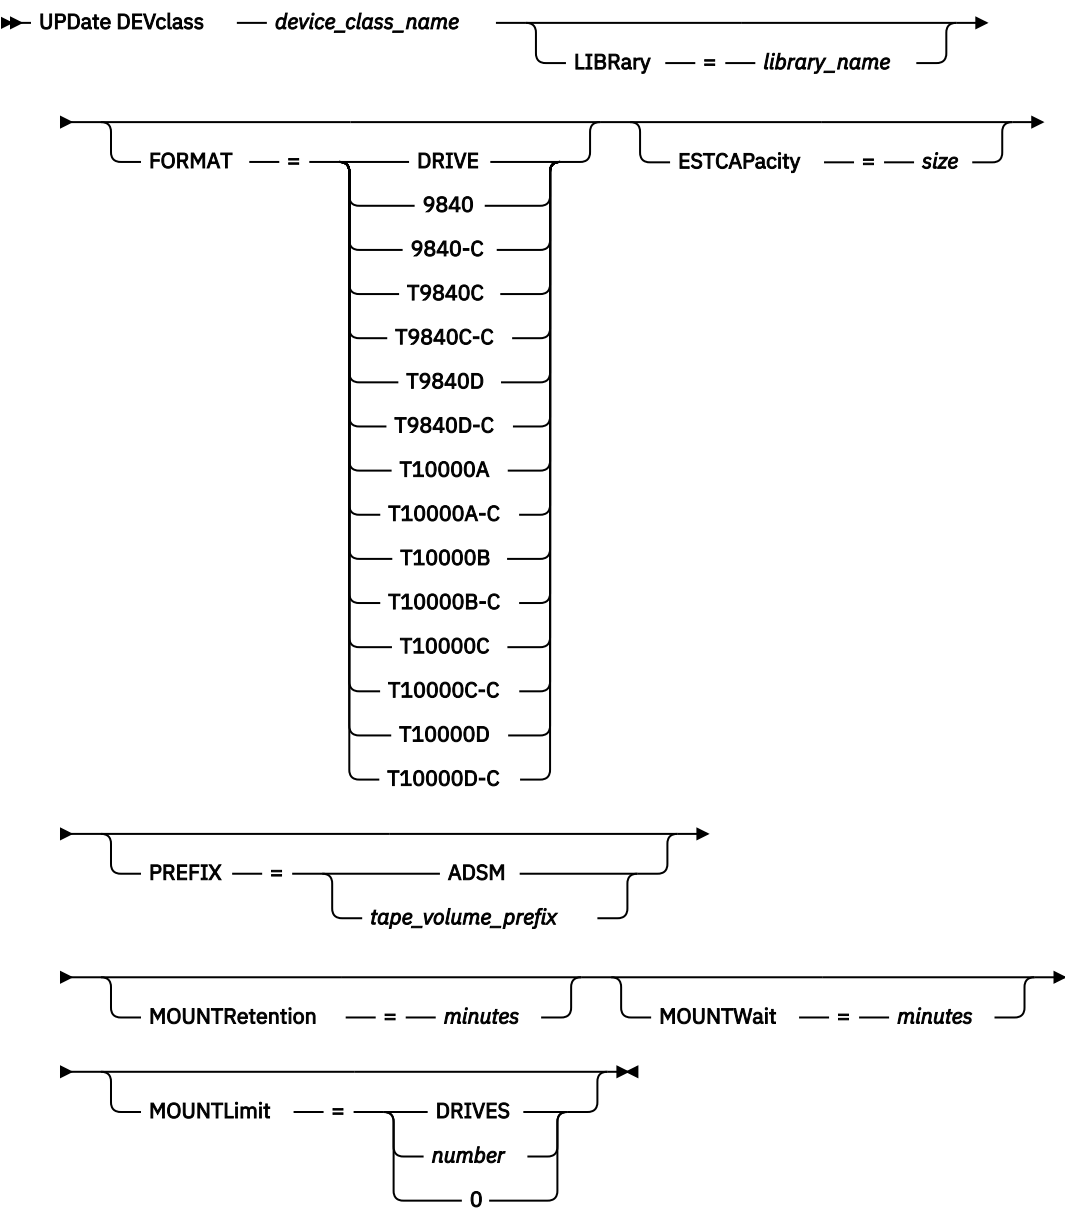 UPDate DEVclass device_class_name
LIBRary = library_name
FORMAT = DRIVE ESTCAPacity = size
9840
9840-C
T9840C
T9840C-C
T9840D
T9840D-C
T10000A
T10000A-C
T10000B
T10000B-C
T10000C
T10000C-C
T10000D
T10000D-C
PREFIX = ADSM
tape_volume_prefix
MOUNTRetention = minutes MOUNTWait = minutes
MOUNTLimit = DRIVES
number
0